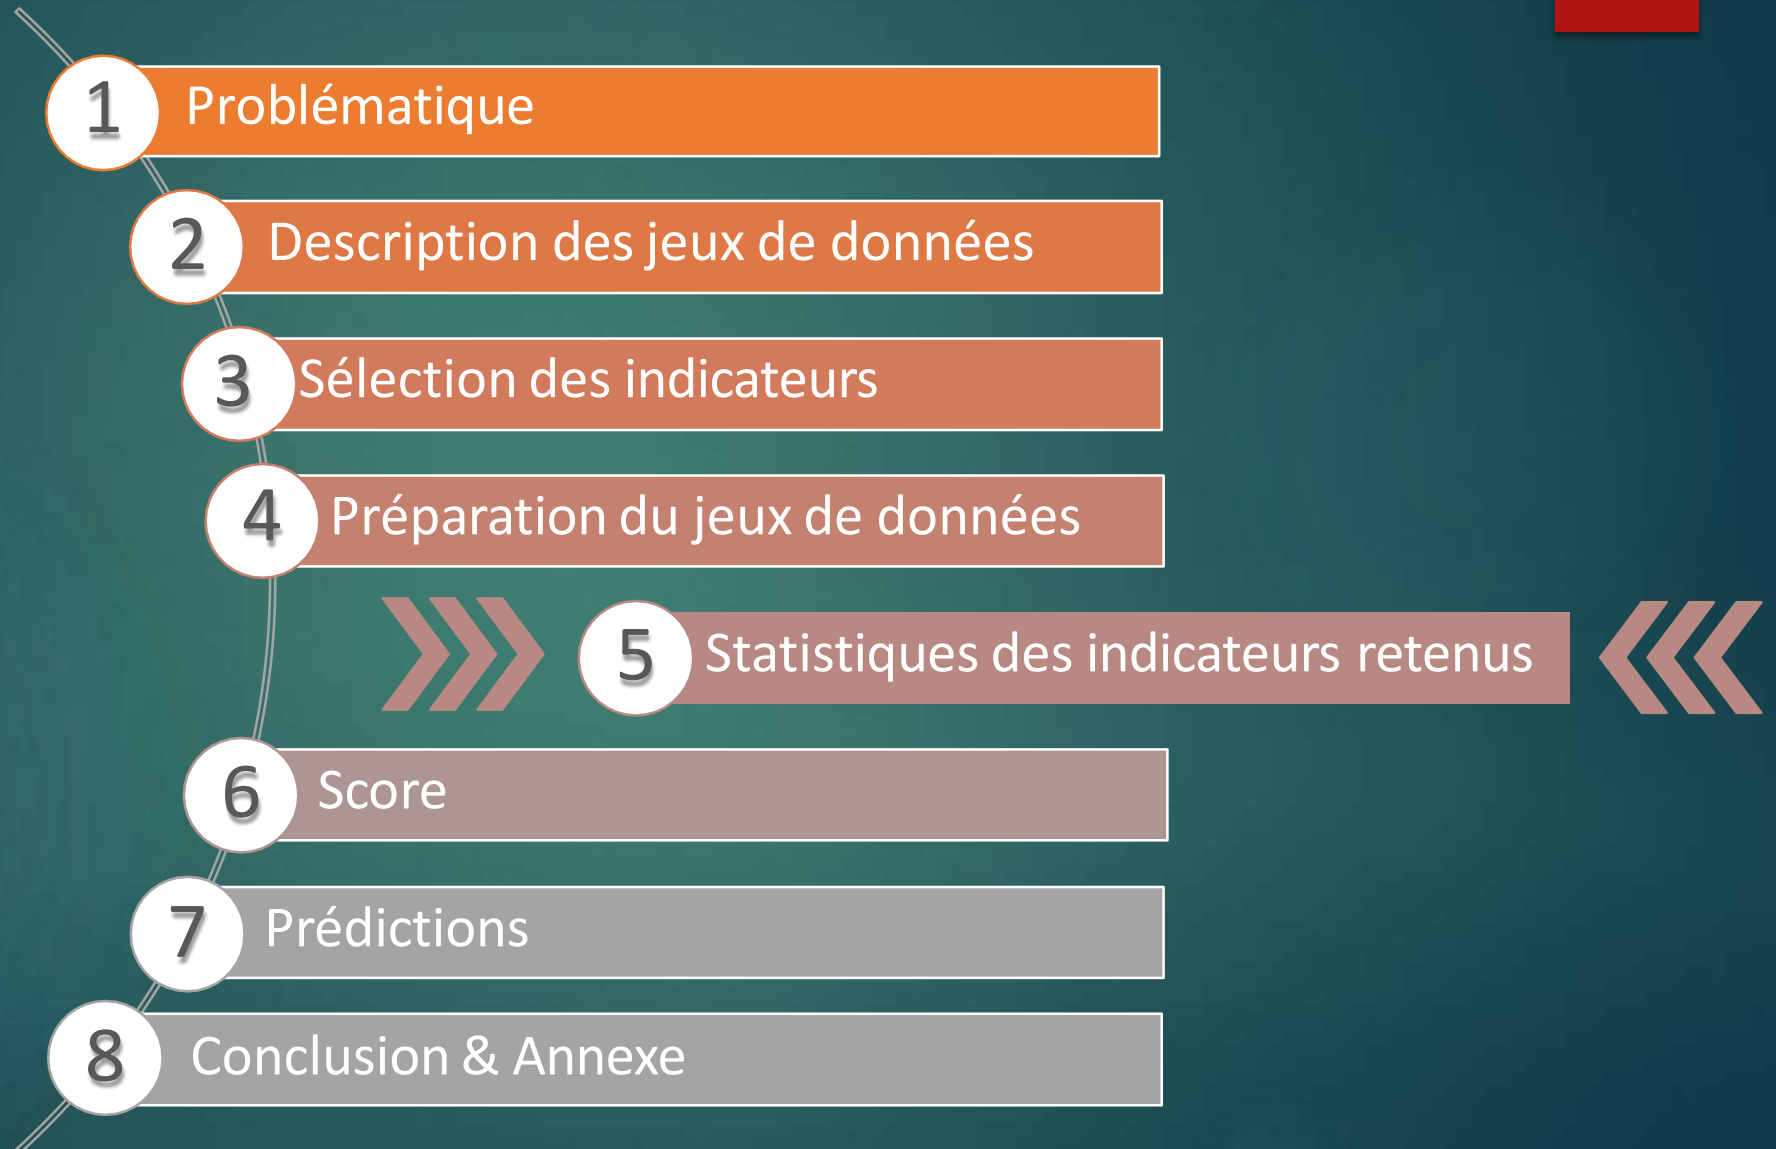 1 Problématique
2 Description des jeux de données
3 Sélection des indicateurs
4 Préparation du jeux de données
5 Statistiques des indicateurs retenus
6 Score
7 Prédictions
8 Conclusion & Annexe